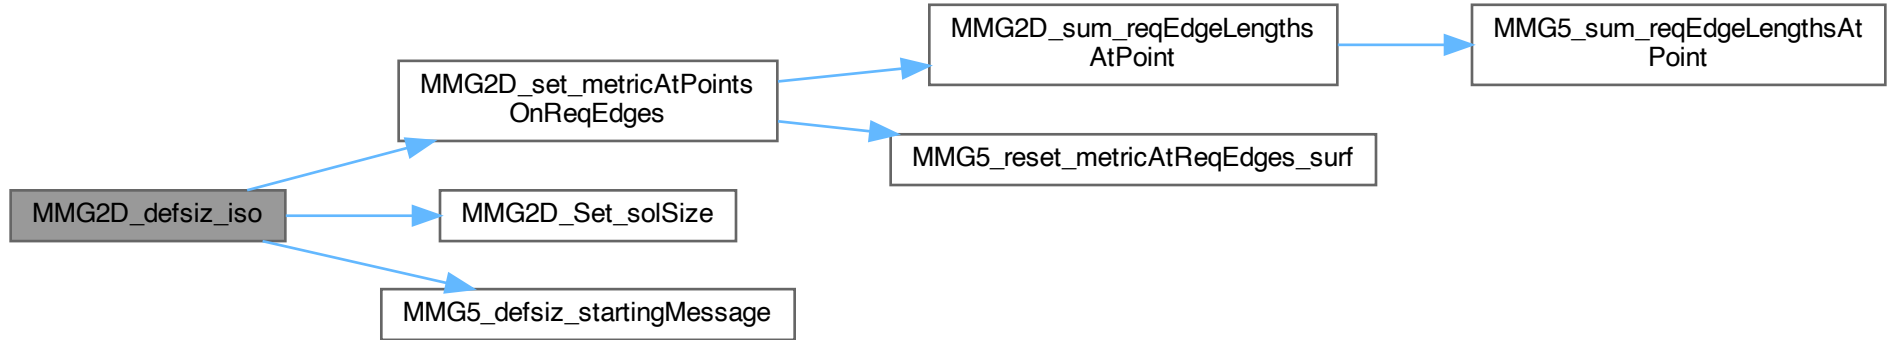 MMG2D_defsiz_iso
MMG2D_set_metricAtPoints
OnReqEdges
MMG2D_sum_reqEdgeLengths
AtPoint
MMG5_sum_reqEdgeLengthsAt
Point
MMG5_reset_metricAtReqEdges_surf
MMG2D_Set_solSize
MMG5_defsiz_startingMessage